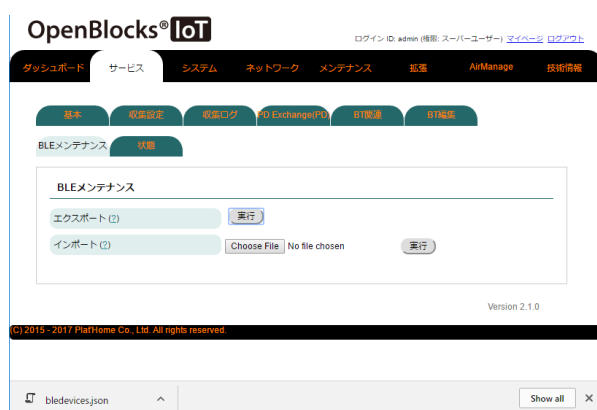 OpenBlocks® IoT
ログイン ID: admin (権限: スーパーユーザー) マイページ ログアウト
ダッシュボード サービス システム ネットワーク メンテナンス 拡張 AirManage 技術情報
基本 収集設定 収集ログ PD Exchange(PD) BT関連 BT編集
BLEメンテナンス 状態
BLEメンテナンス
エクスポート (?) 実行
インポート (?) Choose File No file chosen 実行
Version 2.1.0
(C) 2015 - 2017 Plat'Home Co., Ltd. All rights reserved.
bledevices.json Show all